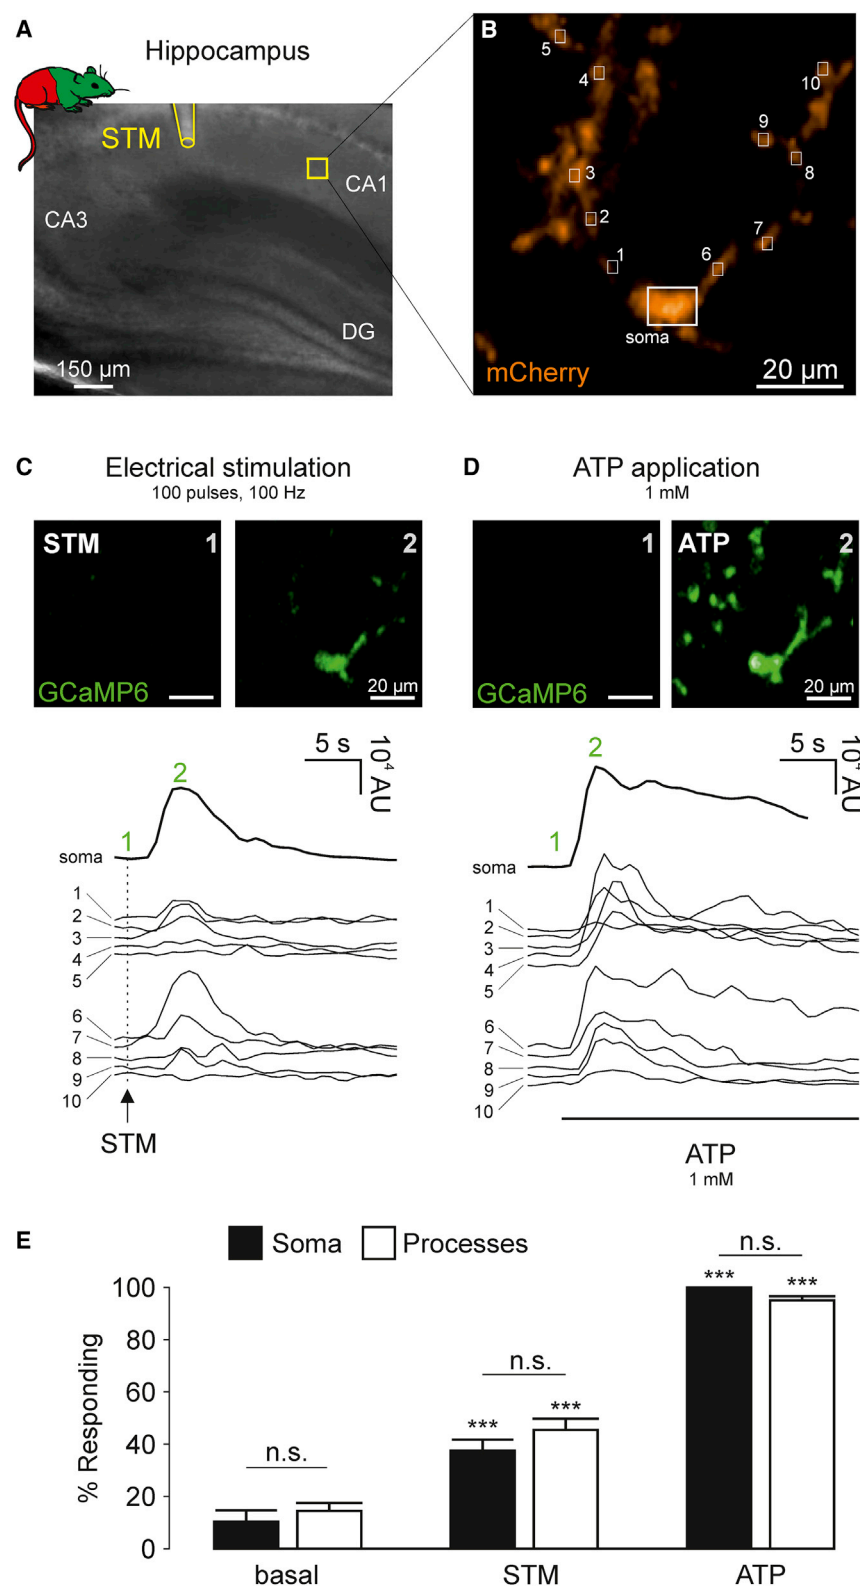 A
Hippocampus
STM
CA1
CA3
DG
150 µm
B
5
4
10
9
3
8
2
7
1
6
soma
mCherry
20 µm
C
Electrical stimulation
100 pulses, 100 Hz
STM 1
2
GCaMP6
20 µm
5 s
10⁴ AU
2
1
soma
1
2
3
4
5
6
7
8
9
10
STM
D
ATP application
1 mM
1
ATP 2
GCaMP6
20 µm
5 s
10⁴ AU
2
1
soma
1
2
3
4
5
6
7
8
9
10
ATP
1 mM
E
Soma Processes
n.s.
*** ***
n.s.
*** ***
n.s.
% Responding
100
80
60
40
20
0
basal STM ATP